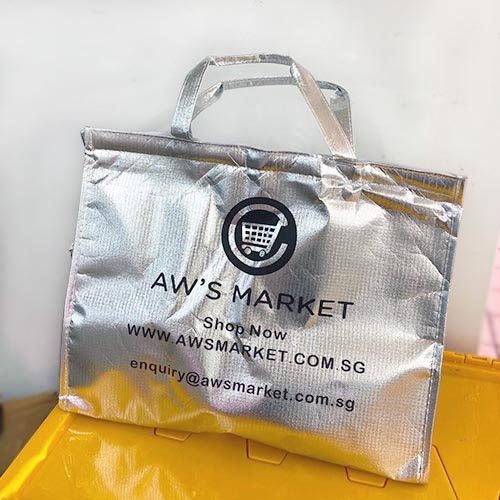 AW'S MARKET
Shop Now
WWW.AWSMARKET.COM.SG
enquiry@awsmarket.com.sg